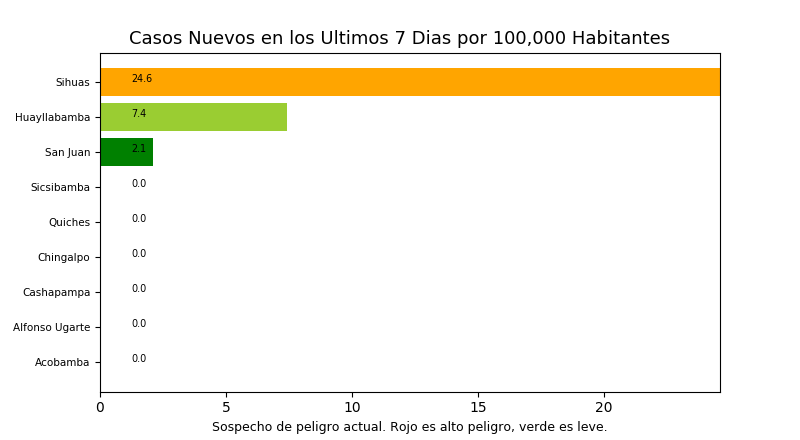 Casos Nuevos en los Ultimos 7 Dias por 100,000 Habitantes
Sihuas 24.6
Huayllabamba 7.4
San Juan 2.1
Sicsibamba 0.0
Quiches 0.0
Chingalpo 0.0
Cashapampa 0.0
Alfonso Ugarte 0.0
Acobamba 0.0
0 5 10 15 20
Sospecho de peligro actual. Rojo es alto peligro, verde es leve.